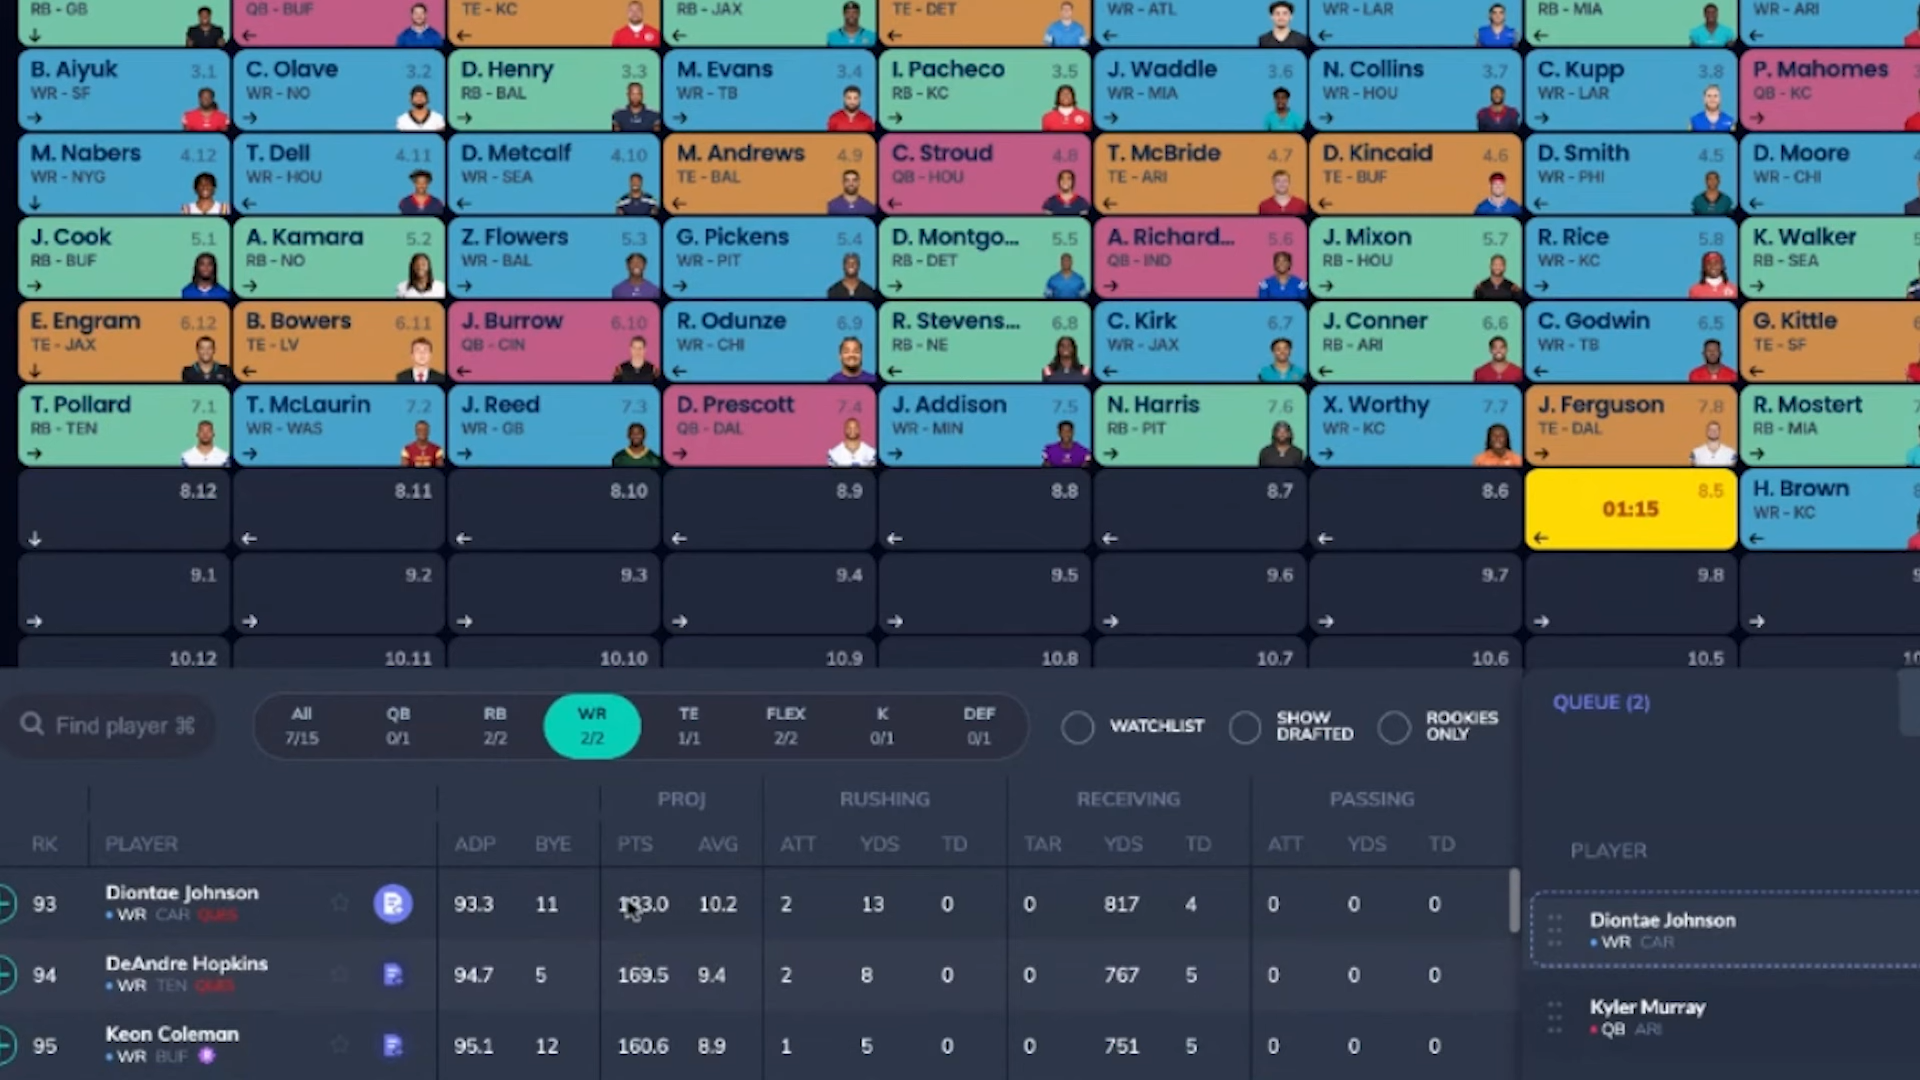 RB - GB QB - BUF TE - KC RB - JAX TE - DET WR - ATL WR - LAR RB - MIA WR - ARI
B. Aiyuk 3.1 C. Olave 3.2 D. Henry 3.3 M. Evans 3.4 I. Pacheco 3.5 J. Waddle 3.6 N. Collins 3.7 C. Kupp 3.8 P. Mahomes
WR - SF WR - NO RB - BAL WR - TB RB - KC WR - MIA WR - HOU WR - LAR QB - KC
M. Nabers 4.12 T. Dell 4.11 D. Metcalf 4.10 M. Andrews 4.9 C. Stroud 4.8 T. McBride 4.7 D. Kincaid 4.6 D. Smith 4.5 D. Moore
WR - NYG WR - HOU WR - SEA TE - BAL QB - HOU TE - ARI TE - BUF WR - PHI WR - CHI
J. Cook 5.1 A. Kamara 5.2 Z. Flowers 5.3 G. Pickens 5.4 D. Montgo... 5.5 A. Richard... 5.6 J. Mixon 5.7 R. Rice 5.8 K. Walker
RB - BUF RB - NO WR - BAL WR - PIT RB - DET QB - IND RB - HOU WR - KC RB - SEA
E. Engram 6.12 B. Bowers 6.11 J. Burrow 6.10 R. Odunze 6.9 R. Stevens... 6.8 C. Kirk 6.7 J. Conner 6.6 C. Godwin 6.5 G. Kittle
TE - JAX TE - LV QB - CIN WR - CHI RB - NE WR - JAX RB - ARI WR - TB TE - SF
T. Pollard 7.1 T. McLaurin 7.2 J. Reed 7.3 D. Prescott 7.4 J. Addison 7.5 N. Harris 7.6 X. Worthy 7.7 J. Ferguson 7.8 R. Mostert
RB - TEN WR - WAS WR - GB QB - DAL WR - MIN RB - PIT WR - KC TE - DAL RB - MIA
8.12 8.11 8.10 8.9 8.8 8.7 8.6 8.5 H. Brown
01:15 WR - KC
9.1 9.2 9.3 9.4 9.5 9.6 9.7 9.8
10.12 10.11 10.10 10.9 10.8 10.7 10.6 10.5
Find player ⌘ All QB RB WR TE FLEX K DEF WATCHLIST SHOW DRAFTED ROOKIES ONLY QUEUE (2)
7/15 0/1 2/2 2/2 1/1 2/2 0/1 0/1
PROJ RUSHING RECEIVING PASSING
RK PLAYER ADP BYE PTS AVG ATT YDS TD TAR YDS TD ATT YDS TD PLAYER
93 Diontae Johnson 93.3 11 10.2 2 13 0 0 817 4 0 0 0 Diontae Johnson
WR CAR QUES WR CAR
94 DeAndre Hopkins 94.7 5 169.5 9.4 2 8 0 0 767 5 0 0 0
WR TEN QUES
Kyler Murray
QB ARI
95 Keon Coleman 95.1 12 160.6 8.9 1 5 0 0 751 5 0 0 0
WR BUF